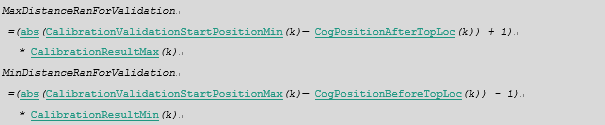 MaxDistanceRanForValidation
=(abs(CalibrationValidationStartPositionMin(k)− CogPositionAfterTopLoc(k)) + 1)
* CalibrationResultMax(k)
MinDistanceRanForValidation
=(abs(CalibrationValidationStartPositionMax(k)− CogPositionBeforeTopLoc(k)) − 1)
* CalibrationResultMin(k)